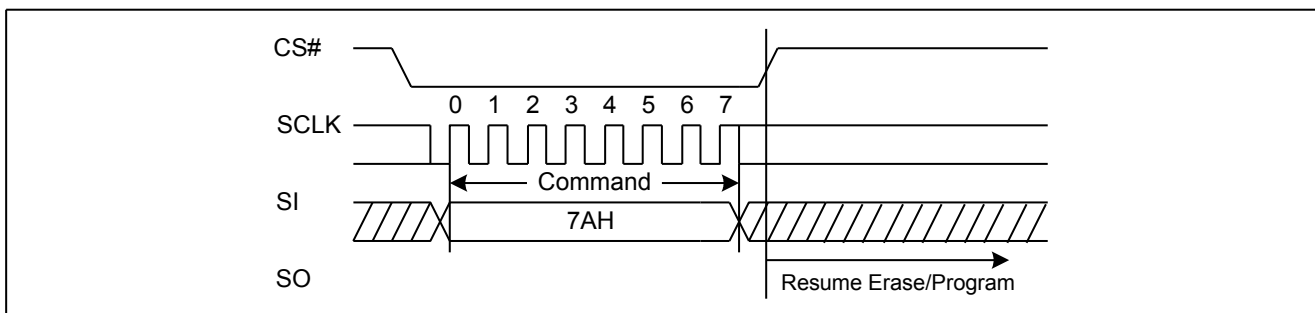 CS#
0 1 2 3 4 5 6 7
SCLK
Command
SI
7AH
SO
Resume Erase/Program